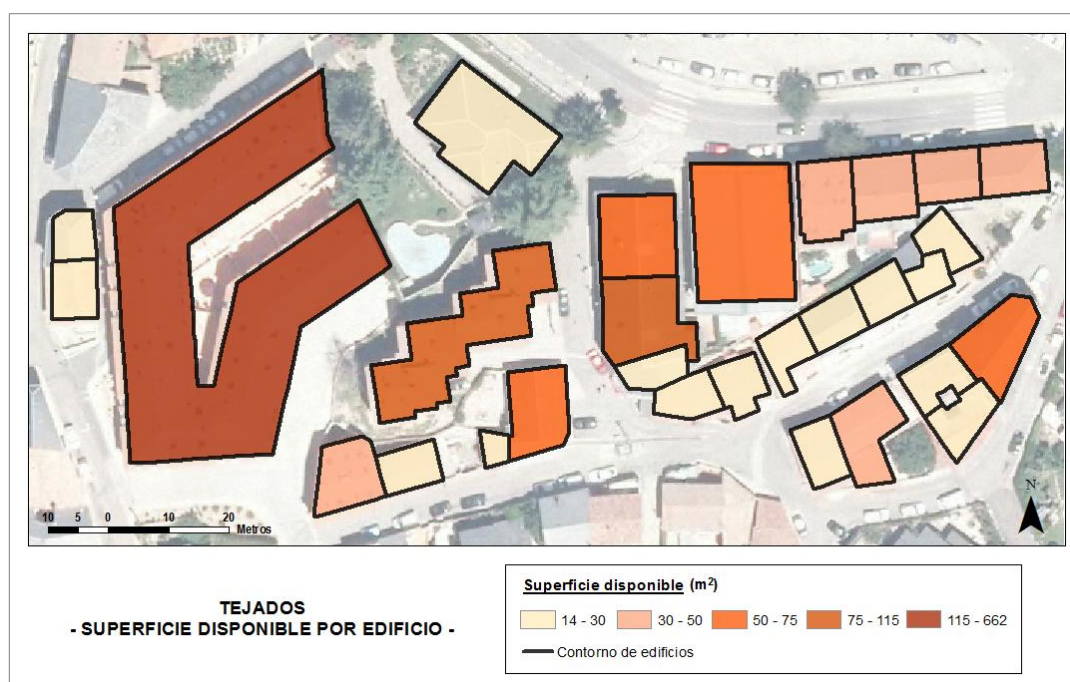 N
10 5 0 10 20
Metros
TEJADOS
- SUPERFICIE DISPONIBLE POR EDIFICIO -
Superficie disponible (m²)
14 - 30
30 - 50
50 - 75
75 - 115
115 - 662
Contorno de edificios